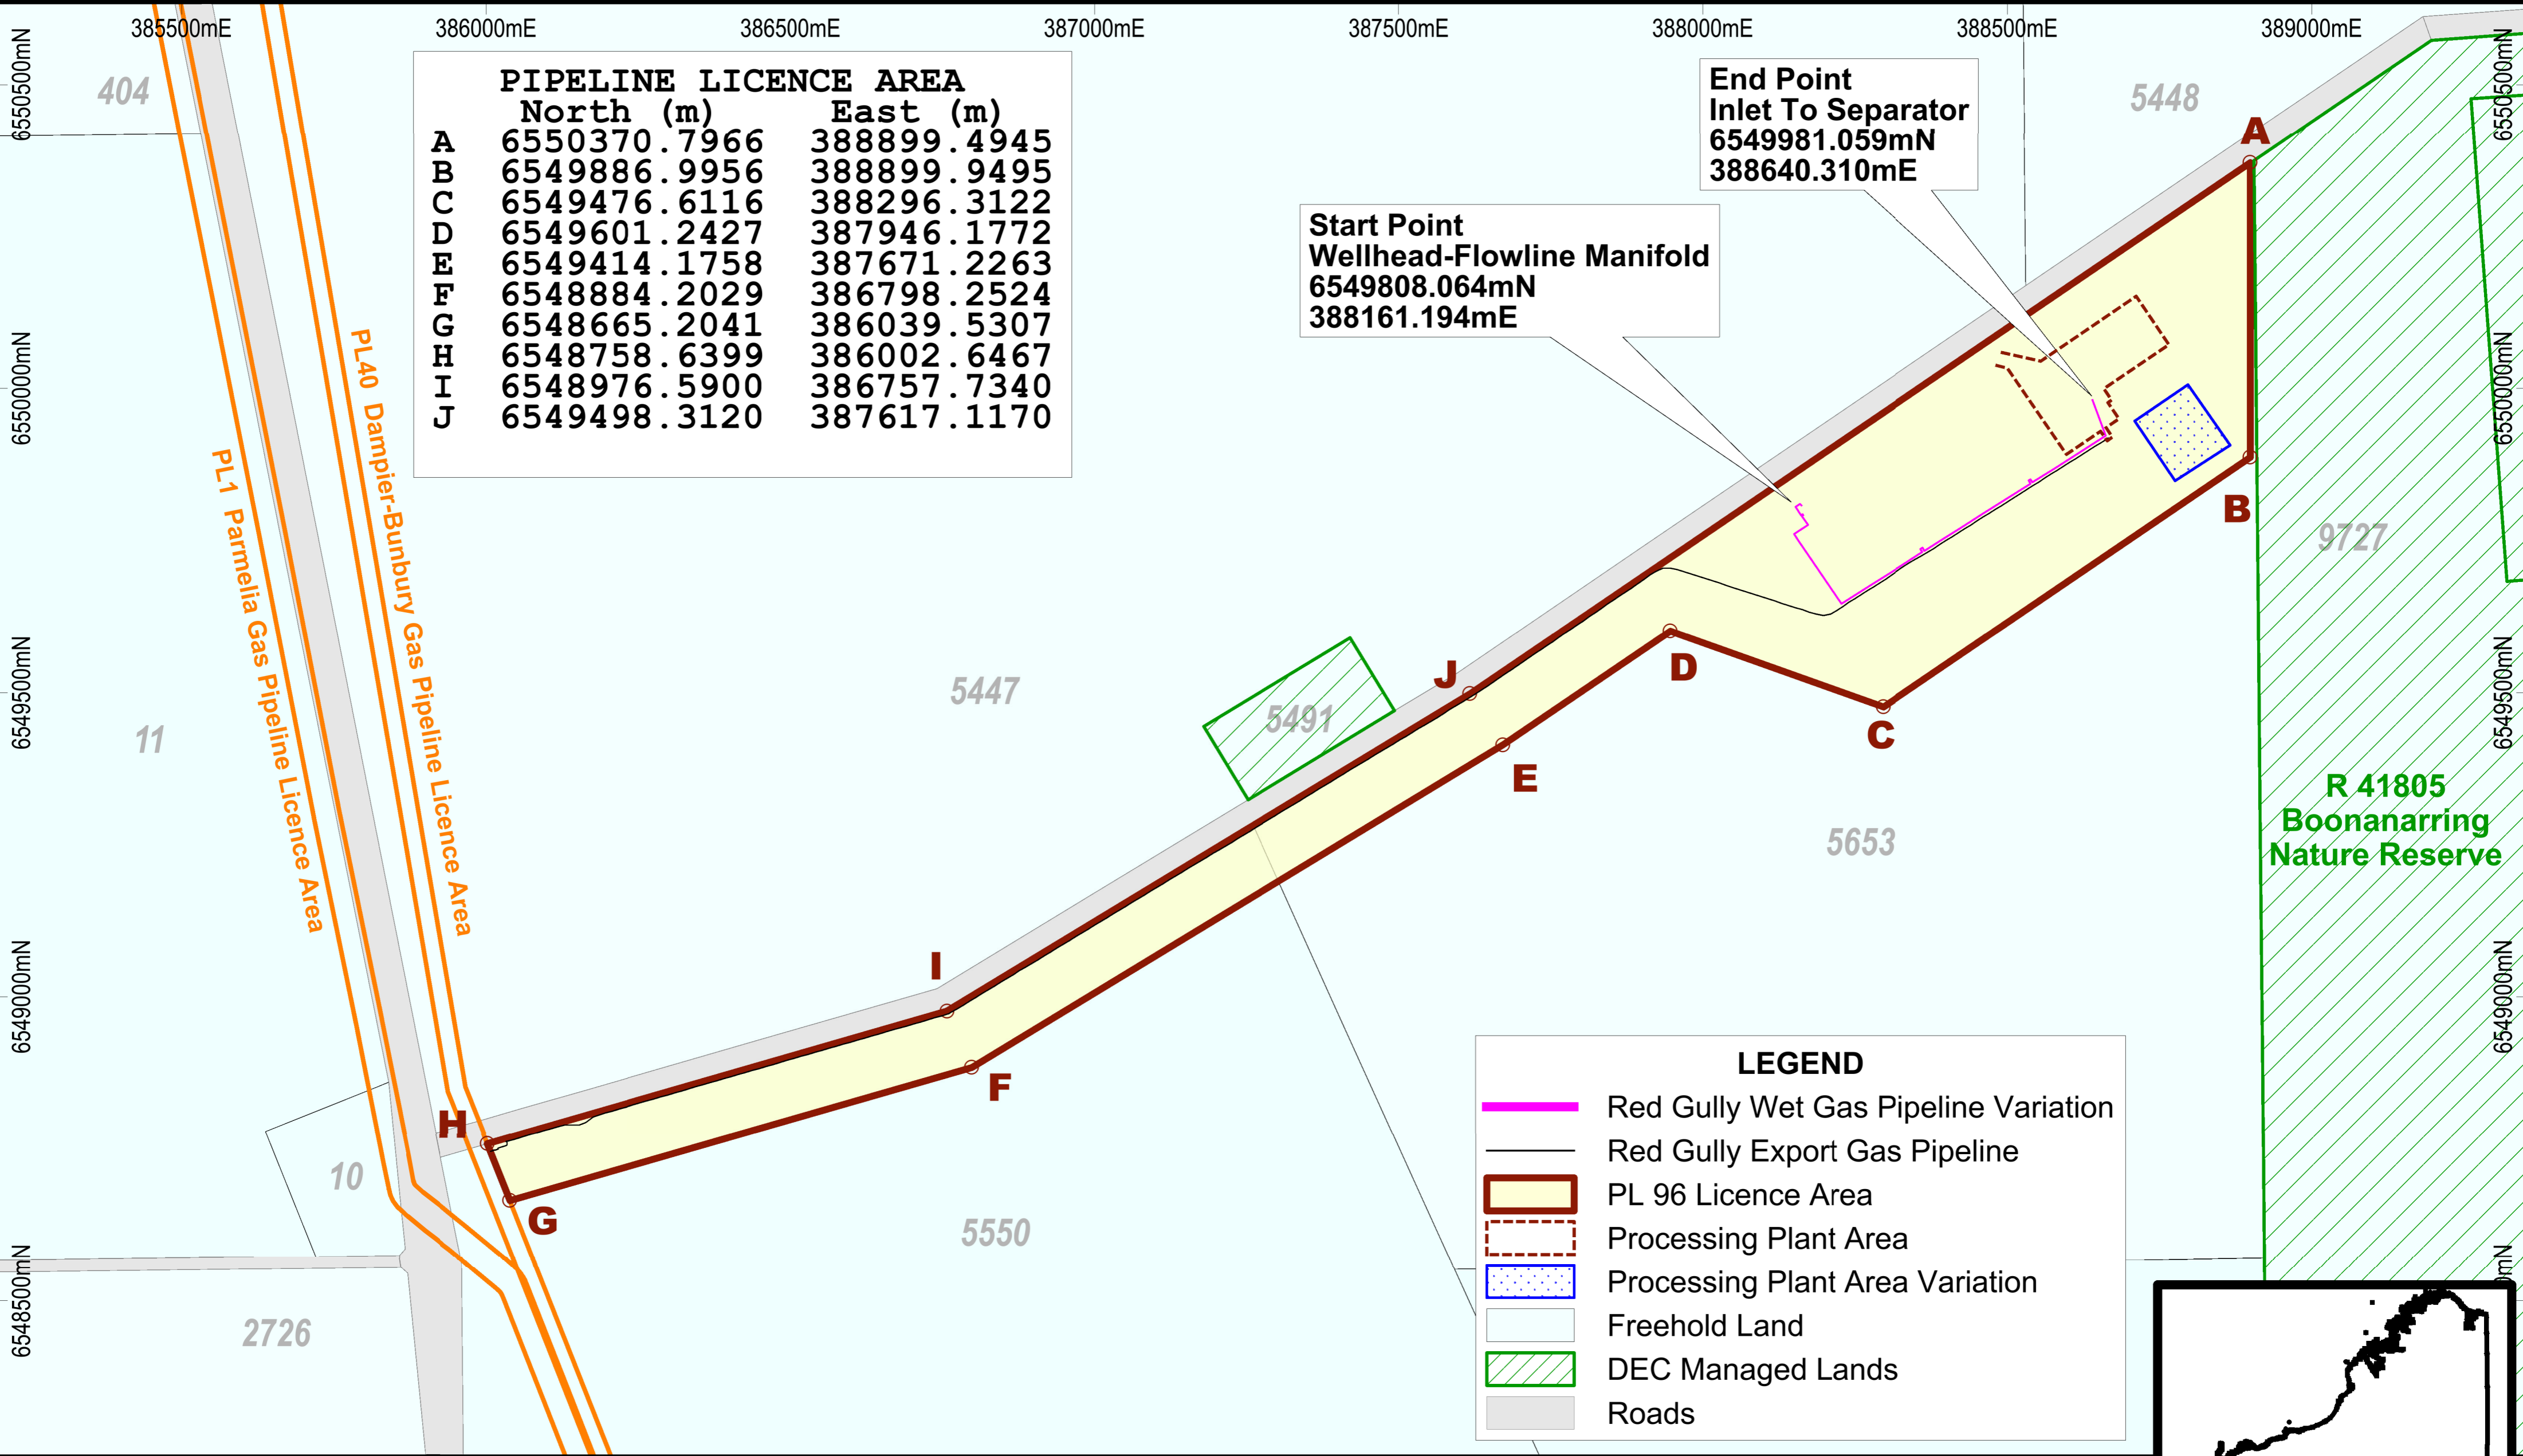 385500mE 386000mE 386500mE 387000mE 387500mE 388000mE 388500mE 389000mE
6550500mN
6550000mN
6549500mN
6549000mN
6548500mN
6550500mN
6550000mN
6549500mN
6549000mN
mN
PIPELINE LICENCE AREA
North (m) East (m)
A 6550370.7966 388899.4945
B 6549886.9956 388899.9495
C 6549476.6116 388296.3122
D 6549601.2427 387946.1772
E 6549414.1758 387671.2263
F 6548884.2029 386798.2524
G 6548665.2041 386039.5307
H 6548758.6399 386002.6467
I 6548976.5900 386757.7340
J 6549498.3120 387617.1170
End Point
Inlet To Separator
6549981.059mN
388640.310mE
Start Point
Wellhead-Flowline Manifold
6549808.064mN
388161.194mE
404
5448
A
B
9727
PL40 Dampier-Bunbury Gas Pipeline Licence Area
PL1 Parmelia Gas Pipeline Licence Area
11
5447
5491
J
D
C
E
5653
R 41805
Boonanarring
Nature Reserve
I
F
H
G
10
5550
2726
LEGEND
Red Gully Wet Gas Pipeline Variation
Red Gully Export Gas Pipeline
PL 96 Licence Area
Processing Plant Area
Processing Plant Area Variation
Freehold Land
DEC Managed Lands
Roads